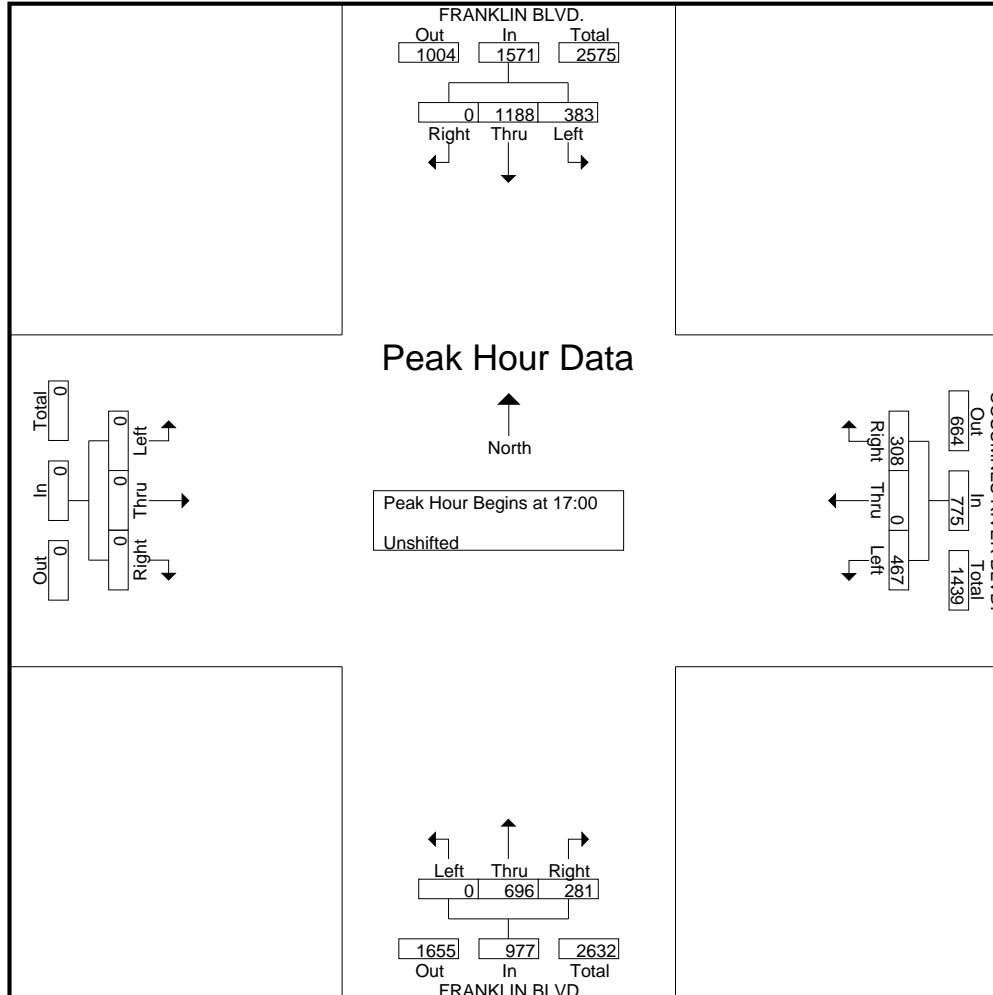 FRANKLIN BLVD.
Out In Total
1004 1571 2575
0 1188 383
Right Thru Left
Peak Hour Data
North
Peak Hour Begins at 17:00
Unshifted
Total In Out
0 0 0
0 0 0
Left Thru Right
Right Thru Left
308 0 467
664 775 1439
Out In Total
Left Thru Right
0 696 281
1655 977 2632
Out In Total
FRANKLIN BLVD.